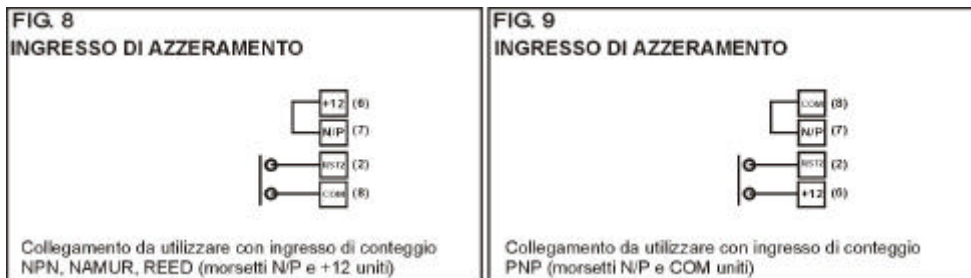 FIG. 8
INGRESSO DI AZZERAMENTO
+12 (6)
N/P (7)
RST2 (2)
COM (8)
Collegamento da utilizzare con ingresso di conteggio
NPN, NAMUR, REED (morsetti N/P e +12 uniti)
FIG. 9
INGRESSO DI AZZERAMENTO
COM (8)
N/P (7)
RST2 (2)
+12 (6)
Collegamento da utilizzare con ingresso di conteggio
PNP (morsetti N/P e COM uniti)